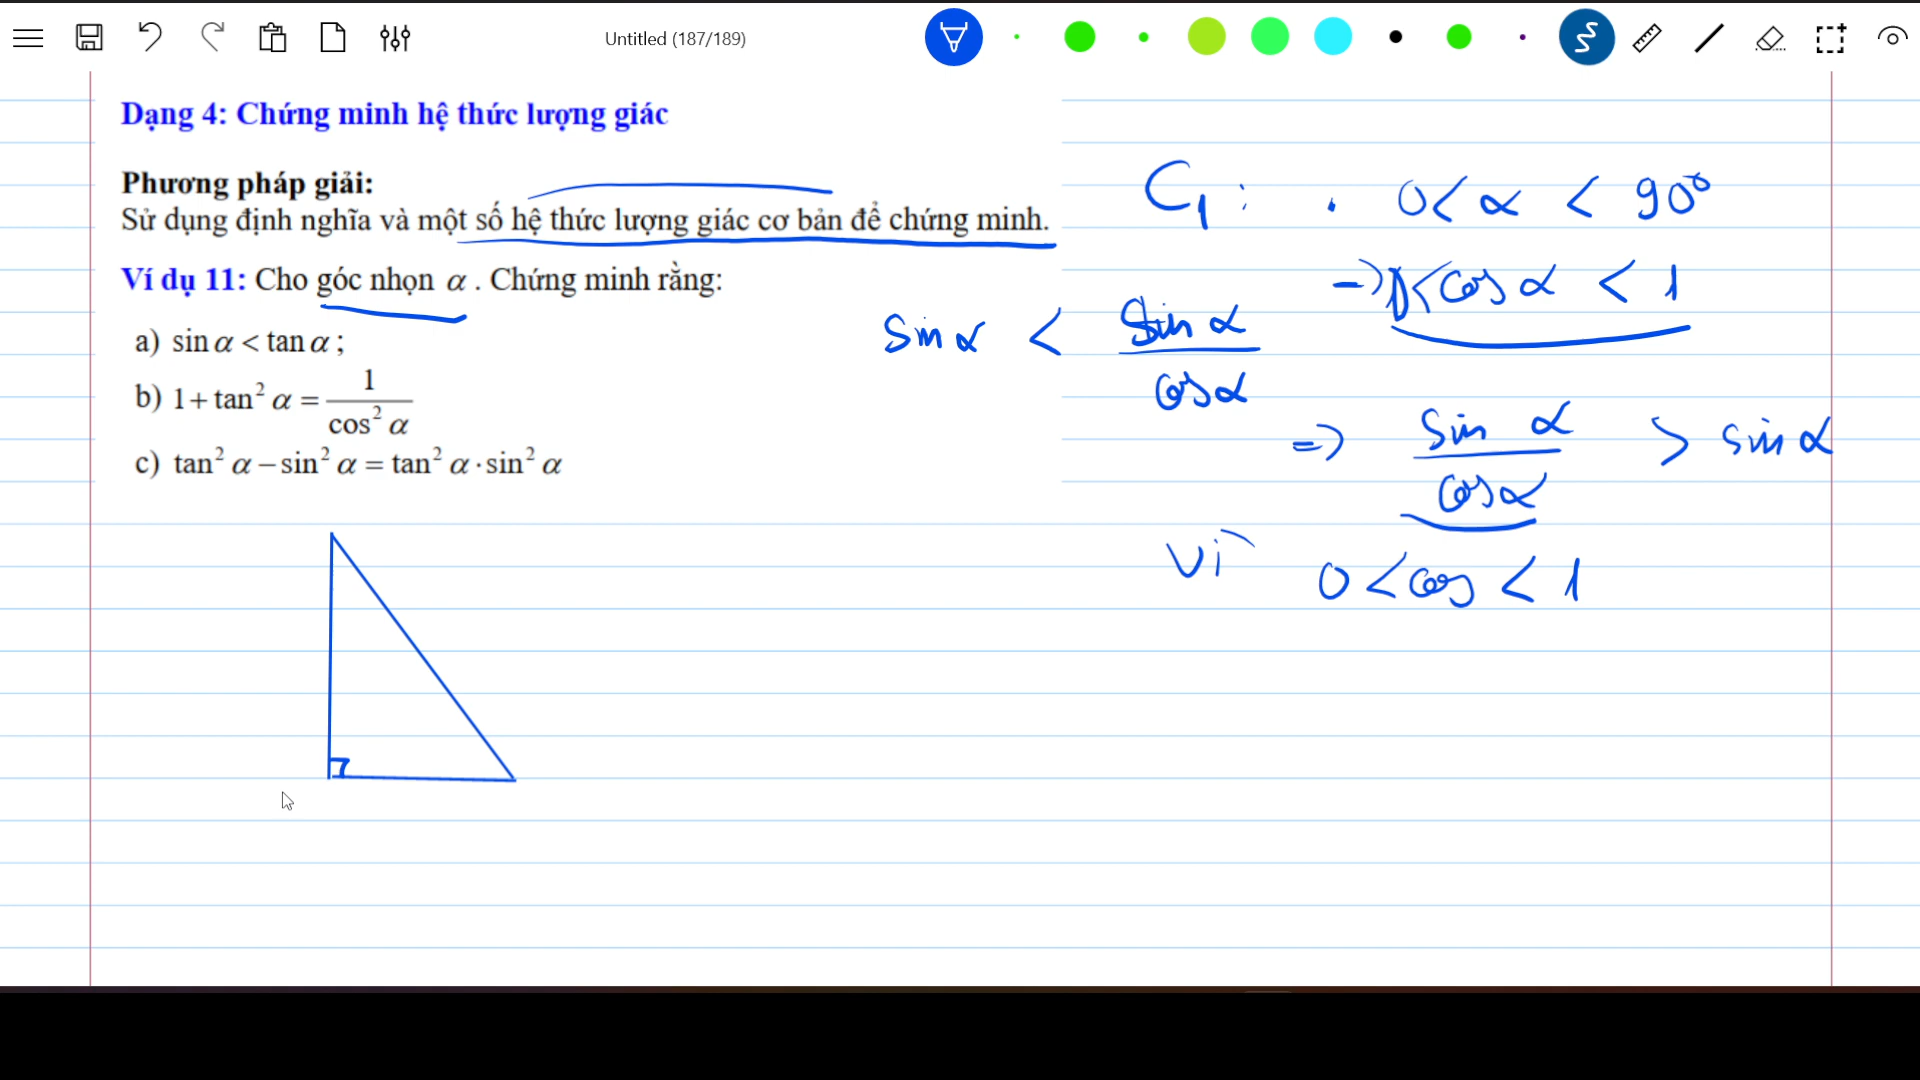 Untitled (187/189)
Dạng 4: Chứng minh hệ thức lượng giác
Phương pháp giải:
Sử dụng định nghĩa và một số hệ thức lượng giác cơ bản để chứng minh.
Ví dụ 11: Cho góc nhọn α . Chứng minh rằng:
a) sin α < tan α ;
b) 1 + tan² α = 1 / cos² α
c) tan² α − sin² α = tan² α · sin² α
C1 : . 0 < α < 90°
=> 0 < cos α < 1
sin α < sin α / cos α
=> sin α / cos α > sin α
Vì 0 < cos < 1